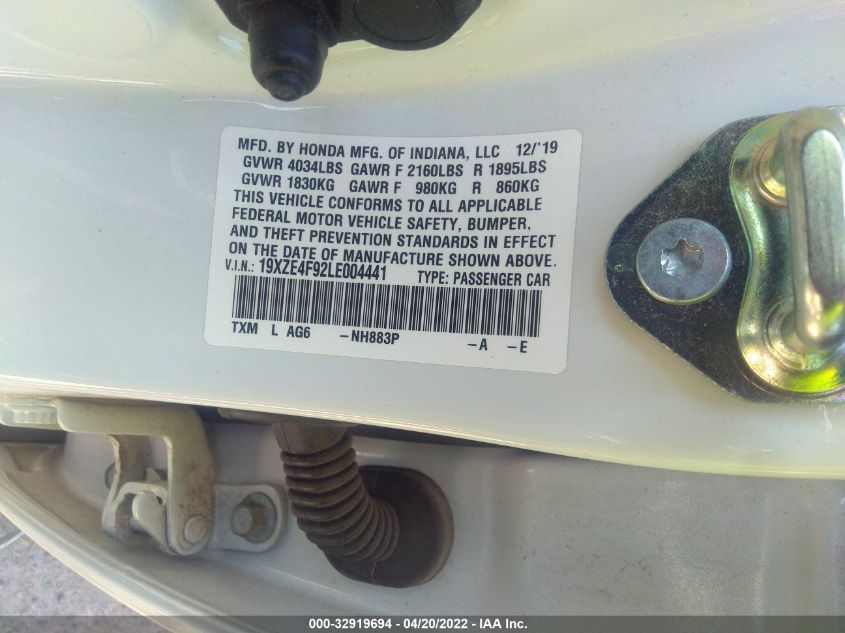 MFD. BY HONDA MFG. OF INDIANA, LLC 12/'19
GVWR 4034LBS GAWR F 2160LBS R 1895LBS
GVWR 1830KG GAWR F 980KG R 860KG
THIS VEHICLE CONFORMS TO ALL APPLICABLE
FEDERAL MOTOR VEHICLE SAFETY, BUMPER,
AND THEFT PREVENTION STANDARDS IN EFFECT
ON THE DATE OF MANUFACTURE SHOWN ABOVE.
V.I.N.: 19XZE4F92LE004441 TYPE: PASSENGER CAR
TXM L AG6 -NH883P -A -E
000-32919694 - 04/20/2022 - IAA Inc.